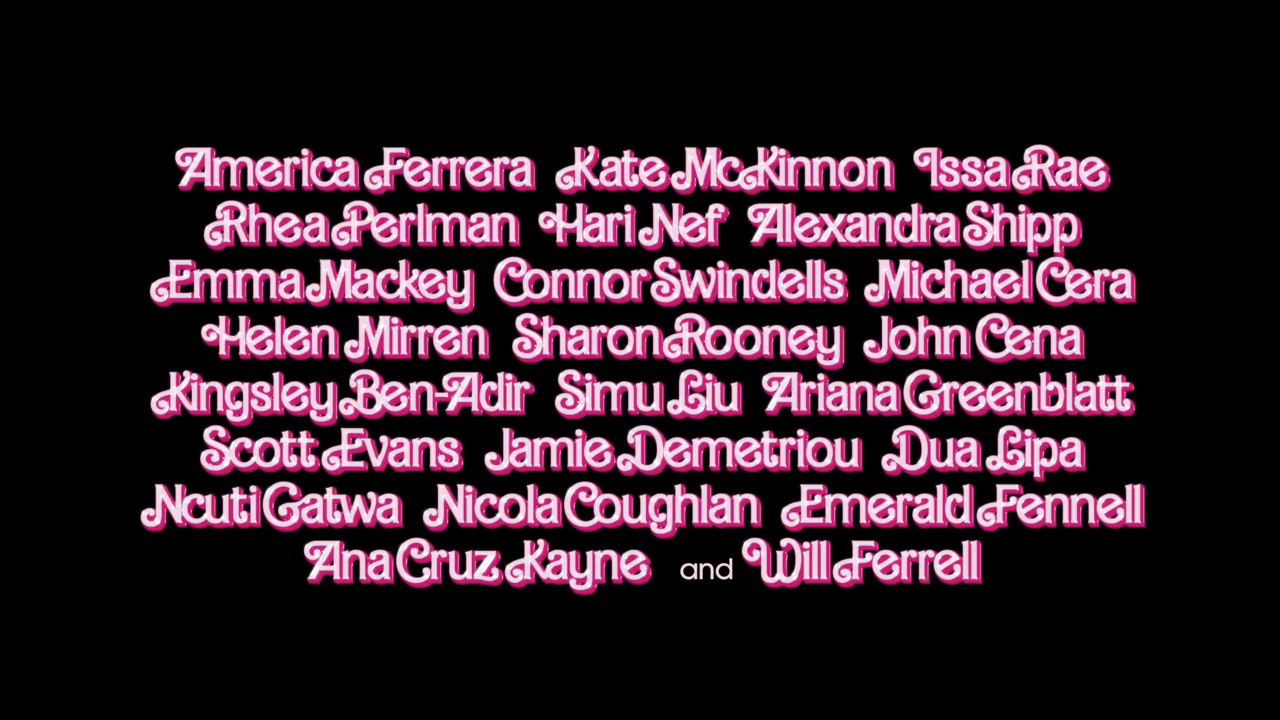 America Ferrera Kate McKinnon Issa Rae
Rhea Perlman Hari Nef Alexandra Shipp
Emma Mackey Connor Swindells Michael Cera
Helen Mirren Sharon Rooney John Cena
Kingsley Ben-Adir Simu Liu Ariana Greenblatt
Scott Evans Jamie Demetriou Dua Lipa
Ncuti Gatwa Nicola Coughlan Emerald Fennell
Ana Cruz Kayne and Will Ferrell